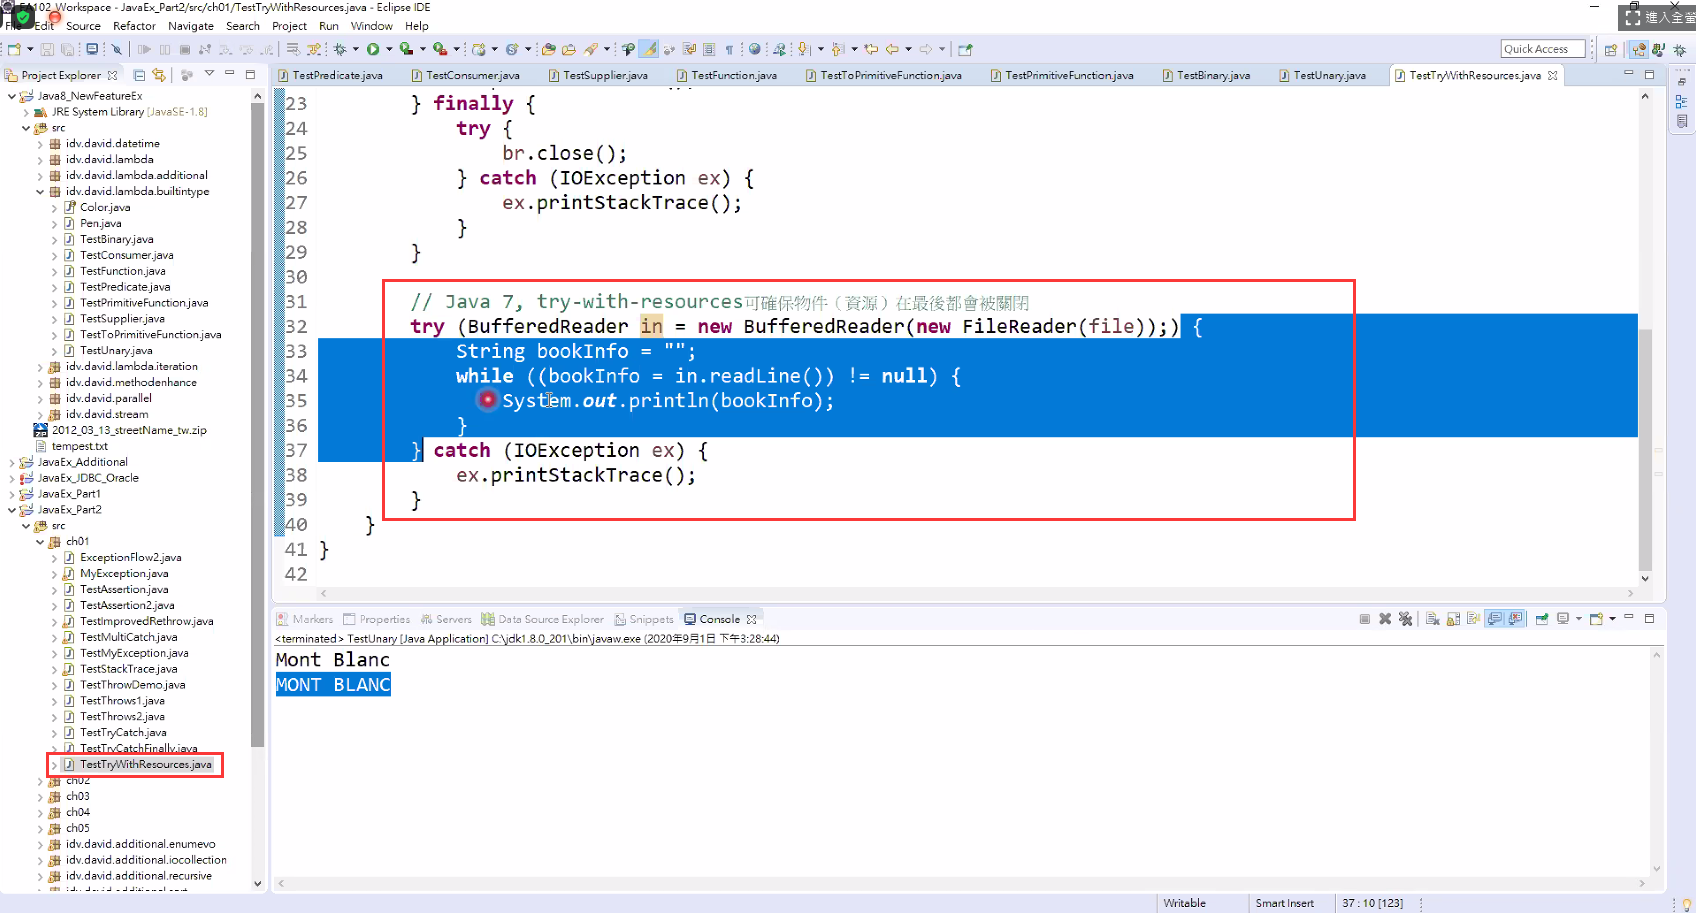 FA102_Workspace - JavaEx_Part2/src/ch01/TestTryWithResources.java - Eclipse IDE
進入全螢
File Edit Source Refactor Navigate Search Project Run Window Help
Quick Access
Project Explorer
TestPredicate.java TestConsumer.java TestSupplier.java TestFunction.java TestToPrimitiveFunction.java TestPrimitiveFunction.java TestBinary.java TestUnary.java TestTryWithResources.java
Java8_NewFeatureEx
JRE System Library [JavaSE-1.8]
src
idv.david.datetime
idv.david.lambda
idv.david.lambda.additional
idv.david.lambda.builtintype
Color.java
Pen.java
TestBinary.java
TestConsumer.java
TestFunction.java
TestPredicate.java
TestPrimitiveFunction.java
TestSupplier.java
TestToPrimitiveFunction.java
TestUnary.java
idv.david.lambda.iteration
idv.david.methodenhance
idv.david.parallel
idv.david.stream
2012_03_13_streetName_tw.zip
tempest.txt
JavaEx_Additional
JavaEx_JDBC_Oracle
JavaEx_Part1
JavaEx_Part2
src
ch01
ExceptionFlow2.java
MyException.java
TestAssertion.java
TestAssertion2.java
TestImprovedRethrow.java
TestMultiCatch.java
TestMyException.java
TestStackTrace.java
TestThrowDemo.java
TestThrows1.java
TestThrows2.java
TestTryCatch.java
TestTryCatchFinally.java
TestTryWithResources.java
ch02
ch03
ch04
ch05
idv.david.additional.enumevo
idv.david.additional.iocollection
idv.david.additional.recursive
23 } finally {
24 try {
25 br.close();
26 } catch (IOException ex) {
27 ex.printStackTrace();
28 }
29 }
30
31 // Java 7, try-with-resources可確保物件（資源）在最後都會被關閉
32 try (BufferedReader in = new BufferedReader(new FileReader(file));) {
33 String bookInfo = "";
34 while ((bookInfo = in.readLine()) != null) {
35 System.out.println(bookInfo);
36 }
37 } catch (IOException ex) {
38 ex.printStackTrace();
39 }
40 }
41 }
42
Markers Properties Servers Data Source Explorer Snippets Console
<terminated> TestUnary [Java Application] C:\jdk1.8.0_201\bin\javaw.exe (2020年9月1日 下午3:28:44)
Mont Blanc
MONT BLANC
Writable Smart Insert 37 : 10 [123]